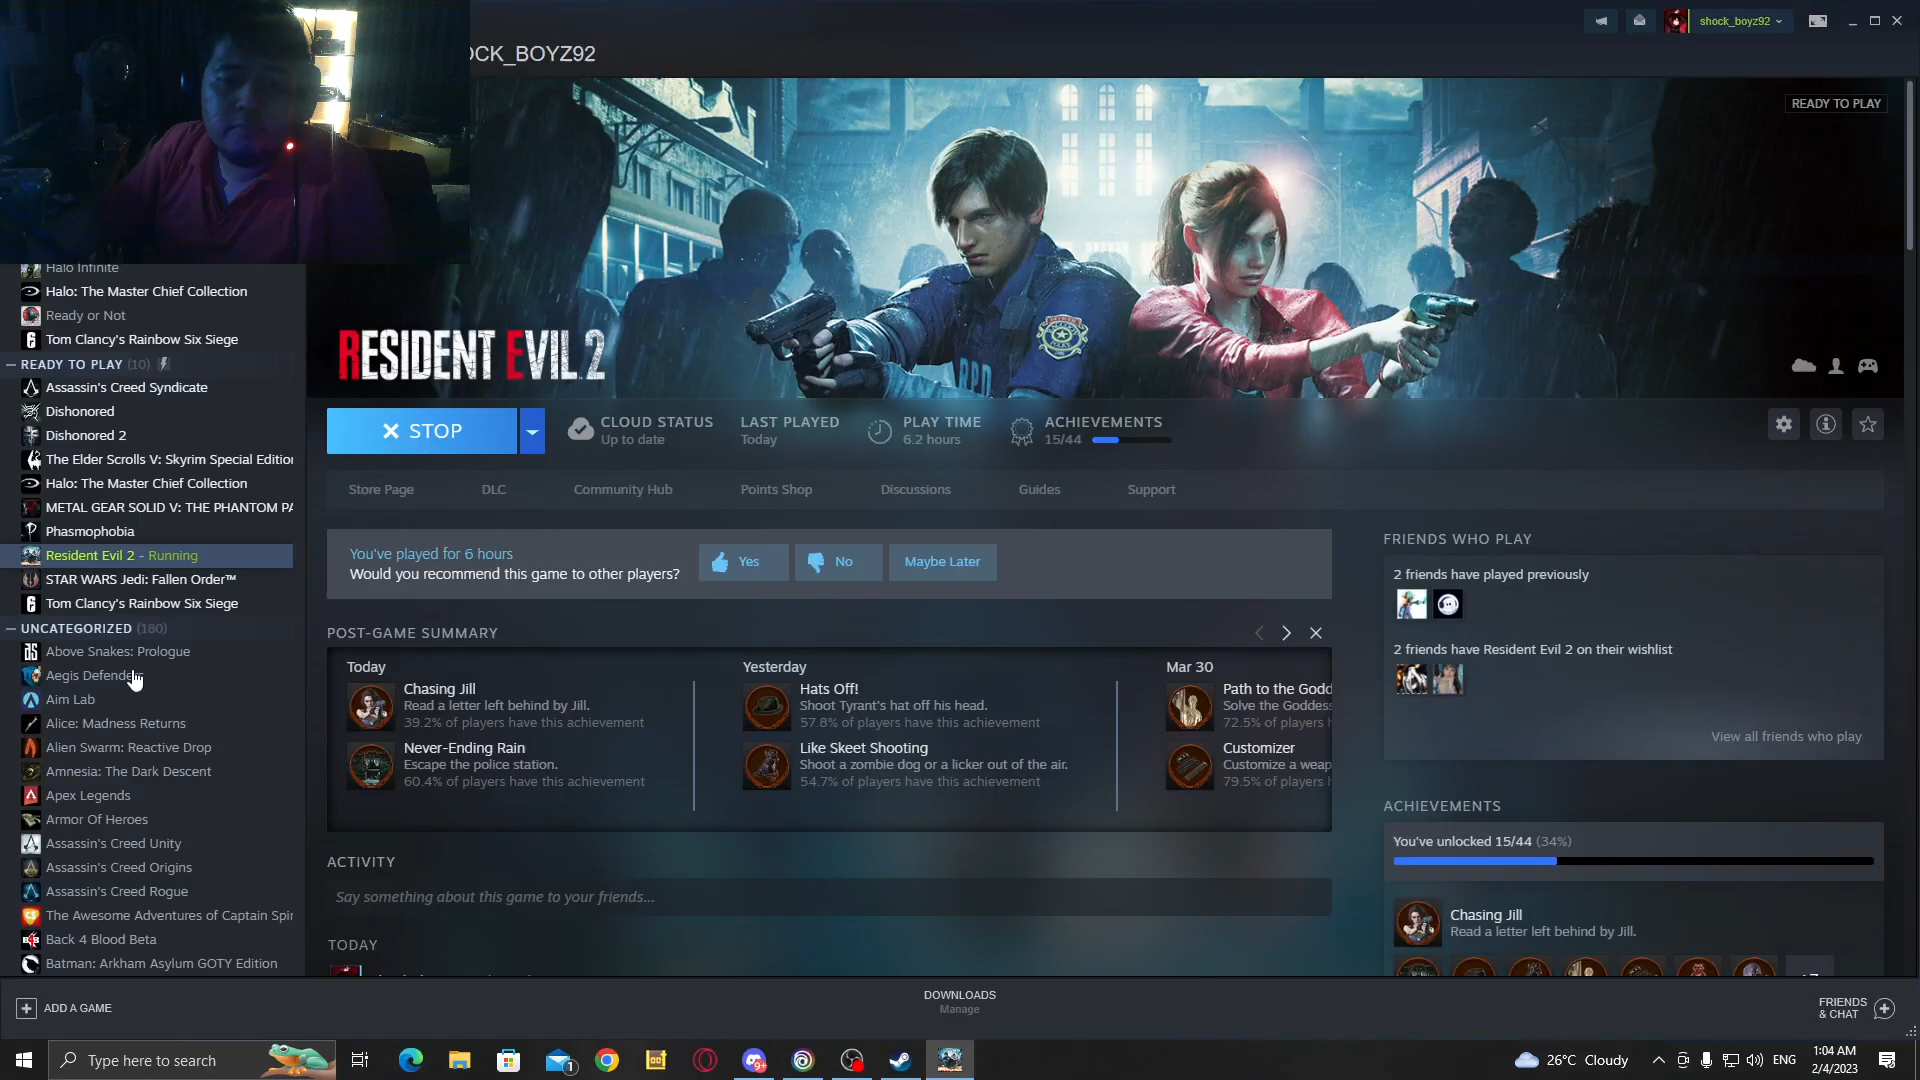 shock_boyz92
OCK_BOYZ92
READY TO PLAY
RESIDENT EVIL 2
RPD
Halo Infinite
Halo: The Master Chief Collection
Ready or Not
Tom Clancy's Rainbow Six Siege
READY TO PLAY (10)
Assassin's Creed Syndicate
Dishonored
Dishonored 2
The Elder Scrolls V: Skyrim Special Edition
Halo: The Master Chief Collection
METAL GEAR SOLID V: THE PHANTOM PA
Phasmophobia
Resident Evil 2 - Running
STAR WARS Jedi: Fallen Order™
Tom Clancy's Rainbow Six Siege
UNCATEGORIZED (180)
Above Snakes: Prologue
Aegis Defende
Aim Lab
Alice: Madness Returns
Alien Swarm: Reactive Drop
Amnesia: The Dark Descent
Apex Legends
Armor Of Heroes
Assassin's Creed Unity
Assassin's Creed Origins
Assassin's Creed Rogue
The Awesome Adventures of Captain Spir
Back 4 Blood Beta
Batman: Arkham Asylum GOTY Edition
STOP
CLOUD STATUS
Up to date
LAST PLAYED
Today
PLAY TIME
6.2 hours
ACHIEVEMENTS
15/44
Store Page DLC Community Hub Points Shop Discussions Guides Support
You've played for 6 hours
Would you recommend this game to other players?
Yes No Maybe Later
POST-GAME SUMMARY
Today
Chasing Jill
Read a letter left behind by Jill.
39.2% of players have this achievement
Never-Ending Rain
Escape the police station.
60.4% of players have this achievement
Yesterday
Hats Off!
Shoot Tyrant's hat off his head.
57.8% of players have this achievement
Like Skeet Shooting
Shoot a zombie dog or a licker out of the air.
54.7% of players have this achievement
Mar 30
Path to the Godd
Solve the Goddes
72.5% of players h
Customizer
Customize a weap
79.5% of players h
ACTIVITY
Say something about this game to your friends...
TODAY
FRIENDS WHO PLAY
2 friends have played previously
2 friends have Resident Evil 2 on their wishlist
View all friends who play
ACHIEVEMENTS
You've unlocked 15/44 (34%)
Chasing Jill
Read a letter left behind by Jill.
ADD A GAME
DOWNLOADS
Manage
FRIENDS
& CHAT
Type here to search
1
9+
26°C Cloudy
ENG
1:04 AM
2/4/2023